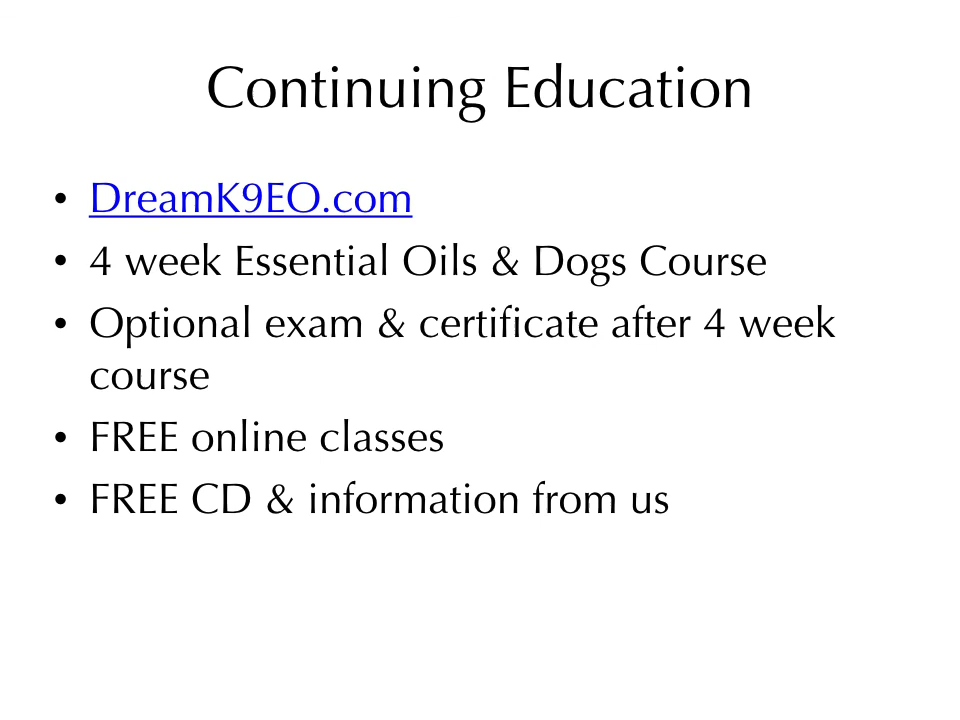 Continuing Education
• DreamK9EO.com
• 4 week Essential Oils & Dogs Course
• Optional exam & certificate after 4 week
course
• FREE online classes
• FREE CD & information from us